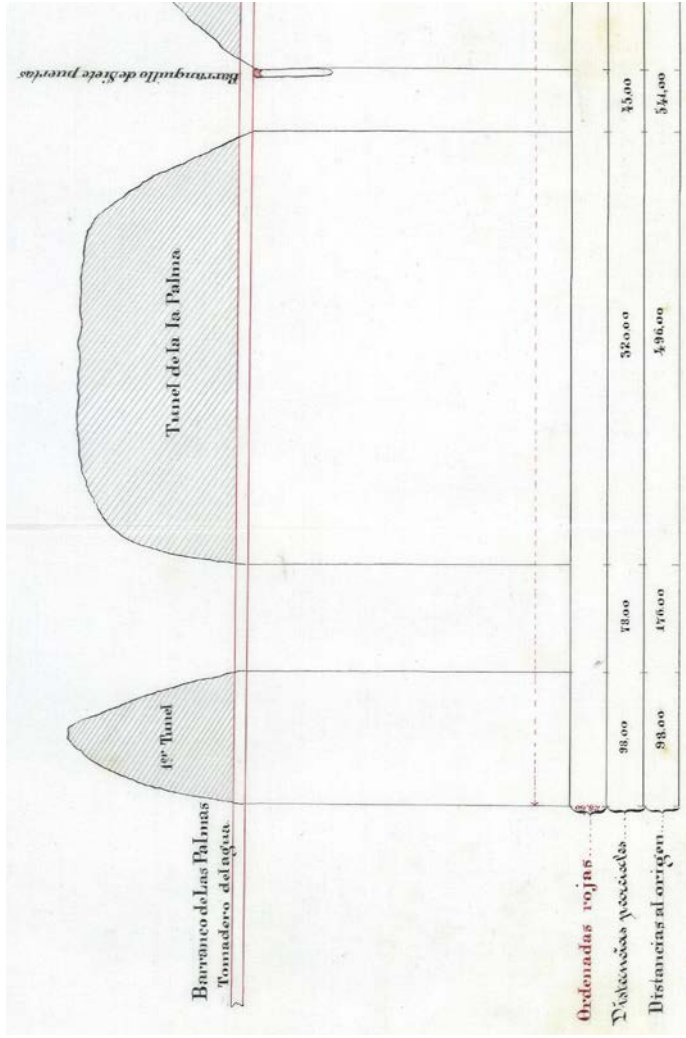 1er Tunel
Tunel de la la Palma
Barranquillo de Siete puertas
Barranco de Las Palmas
Tomadero del agua
Ordenadas rojas
Distancias parciales 98.00 78.00 320.00 45.00
Distancias al origen 98.00 176.00 496.00 541,00